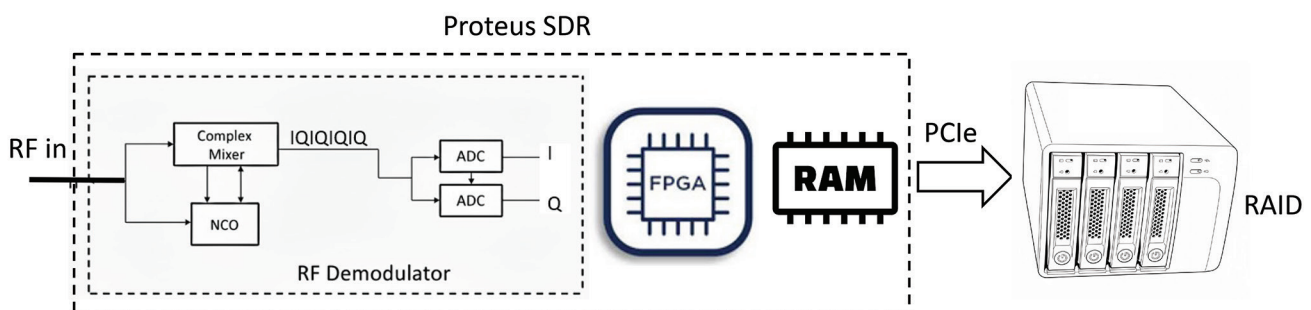 Proteus SDR
RF in
Complex
Mixer
IQIQIQIQ
NCO
ADC
ADC
I
Q
RF Demodulator
FPGA
RAM
PCIe
RAID